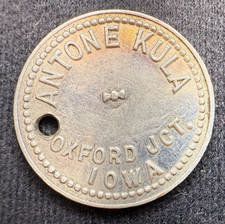 ANTONE KULA
OXFORD JCT.
IOWA